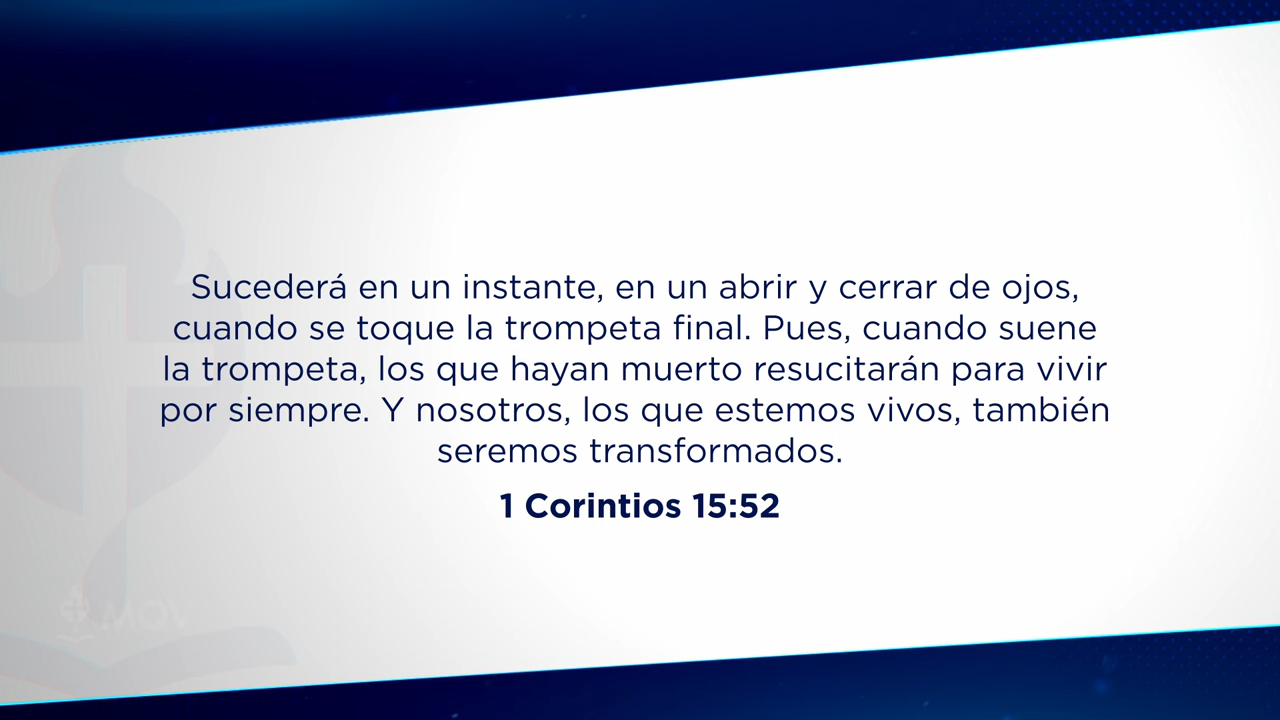 Sucederá en un instante, en un abrir y cerrar de ojos,
cuando se toque la trompeta final. Pues, cuando suene
la trompeta, los que hayan muerto resucitarán para vivir
por siempre. Y nosotros, los que estemos vivos, también
seremos transformados.
1 Corintios 15:52